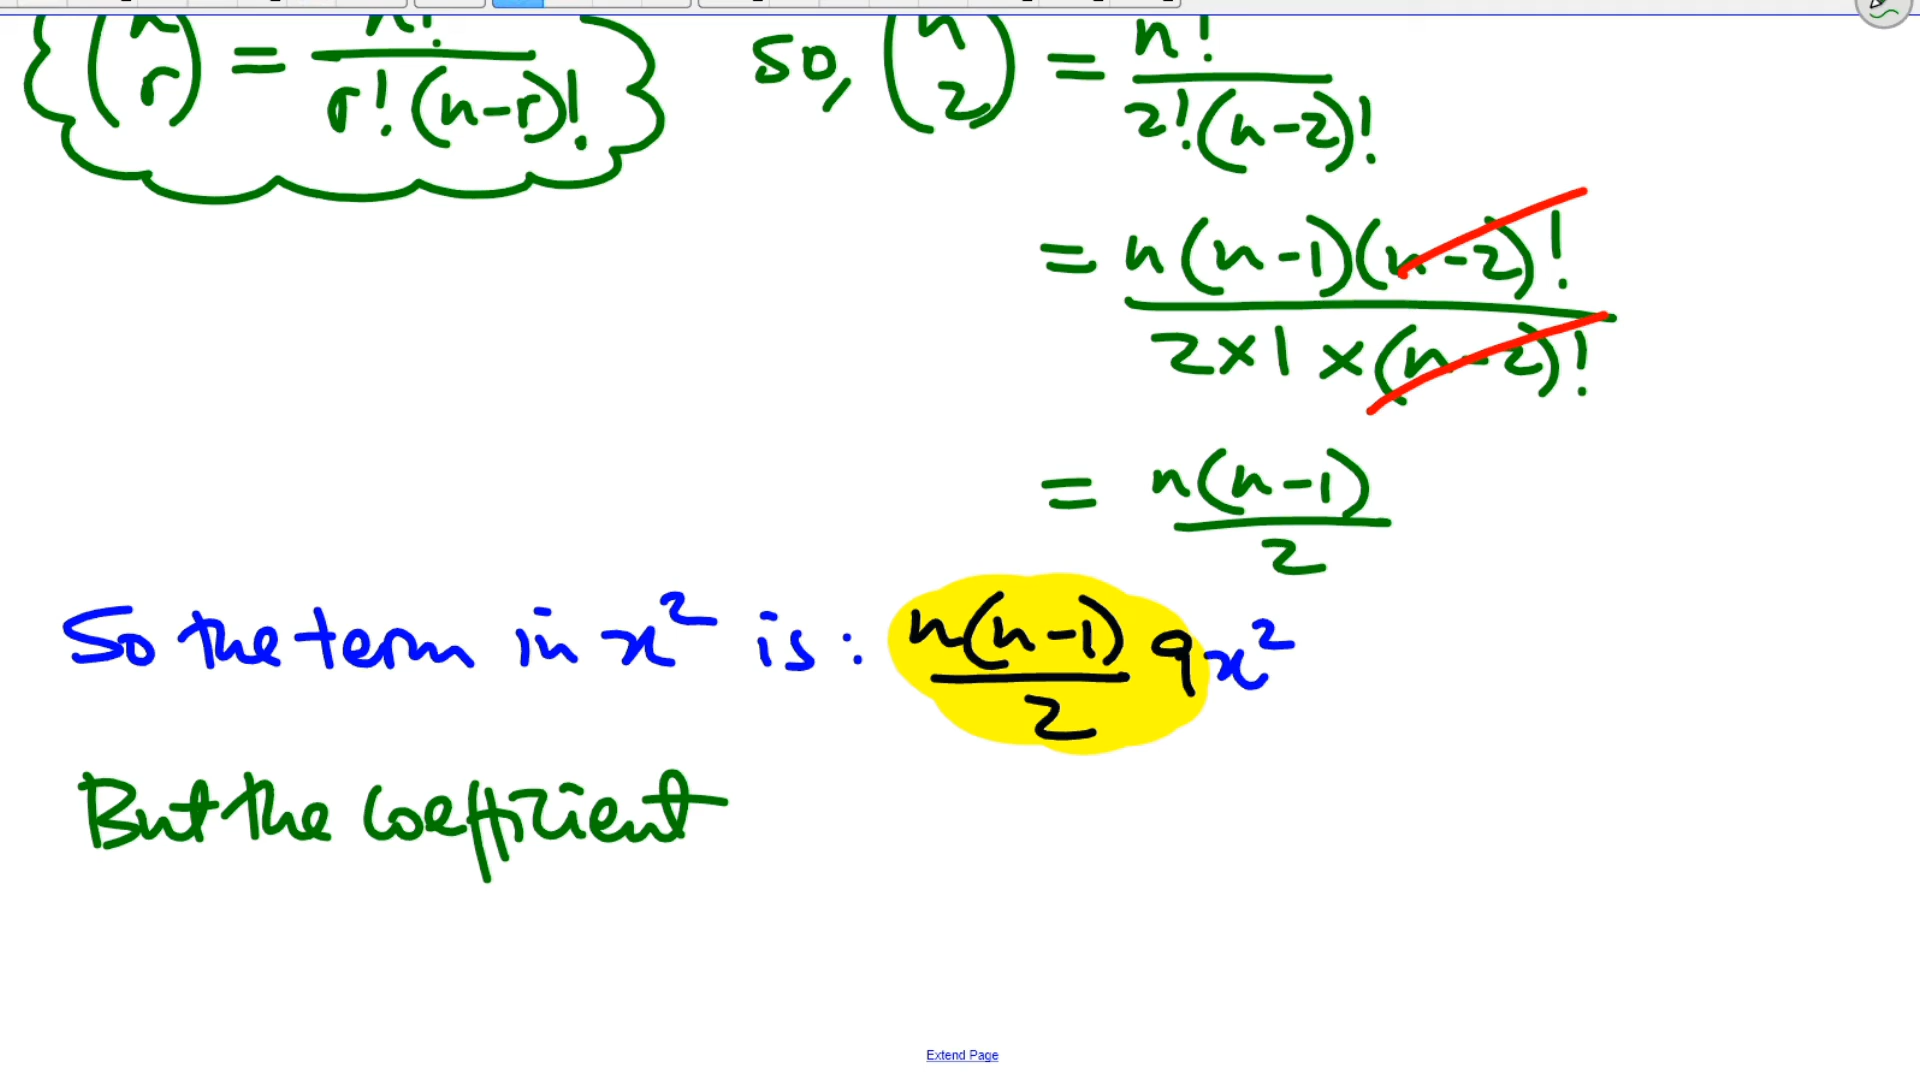 (n r) = n! / r!(n-r)! so, (n 2) = n! / 2!(n-2)!
= n(n-1)(n-2)! / 2×1×(n-2)!
= n(n-1) / 2
So the term in x² is: n(n-1)/2 9x²
But the coefficient
Extend Page